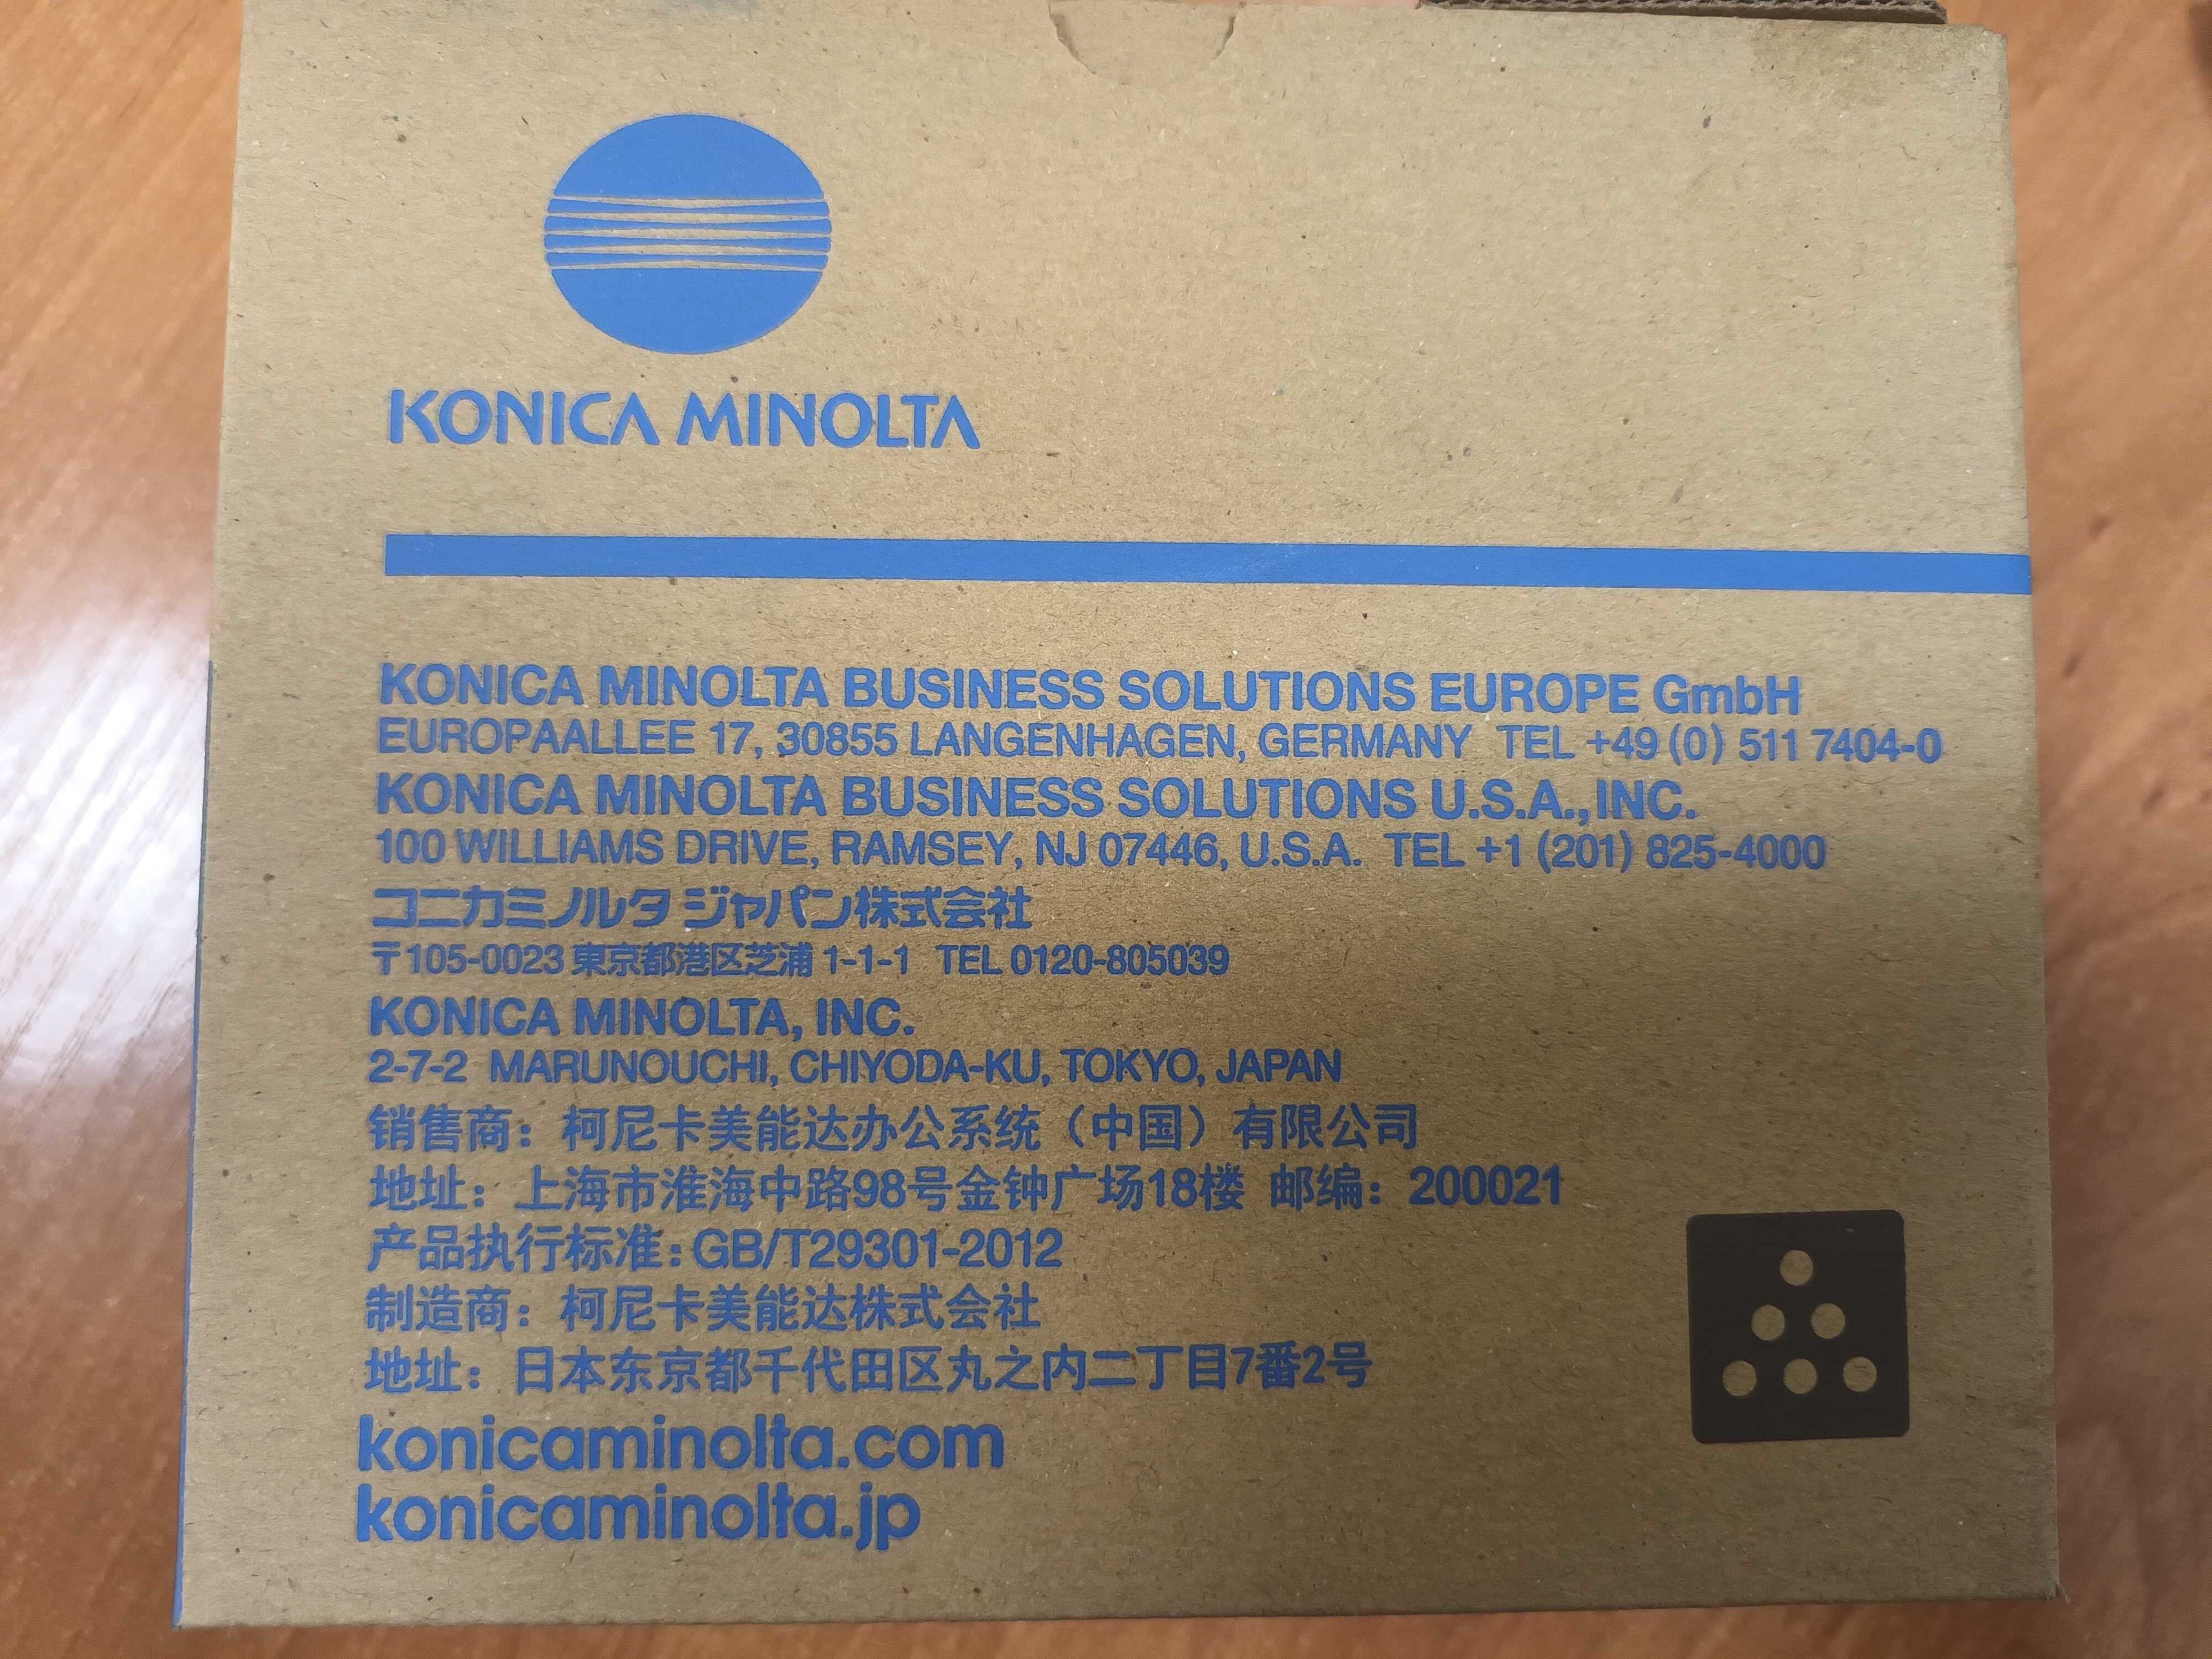 KONICA MINOLTA
KONICA MINOLTA BUSINESS SOLUTIONS EUROPE GmbH
EUROPAALLEE 17, 30855 LANGENHAGEN, GERMANY TEL +49 (0) 511 7404-0
KONICA MINOLTA BUSINESS SOLUTIONS U.S.A., INC.
100 WILLIAMS DRIVE, RAMSEY, NJ 07446, U.S.A. TEL +1 (201) 825-4000
コニカミノルタ ジャパン株式会社
〒105-0023 東京都港区芝浦 1-1-1 TEL 0120-805039
KONICA MINOLTA, INC.
2-7-2 MARUNOUCHI, CHIYODA-KU, TOKYO, JAPAN
销售商：柯尼卡美能达办公系统（中国）有限公司
地址：上海市淮海中路98号金钟广场18楼 邮编：200021
产品执行标准：GB/T29301-2012
制造商：柯尼卡美能达株式会社
地址：日本东京都千代田区丸之内二丁目7番2号
konicaminolta.com
konicaminolta.jp